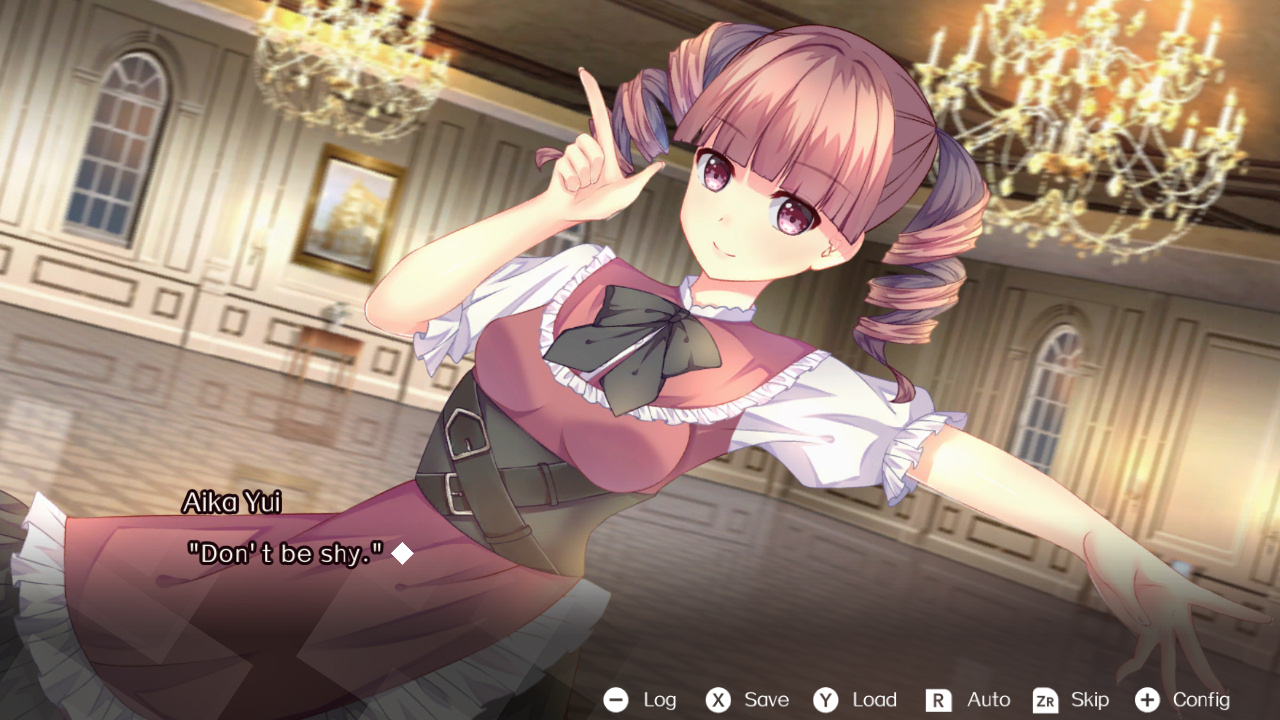 Aika Yui
"Don't be shy."
− Log X Save Y Load R Auto ZR Skip + Config